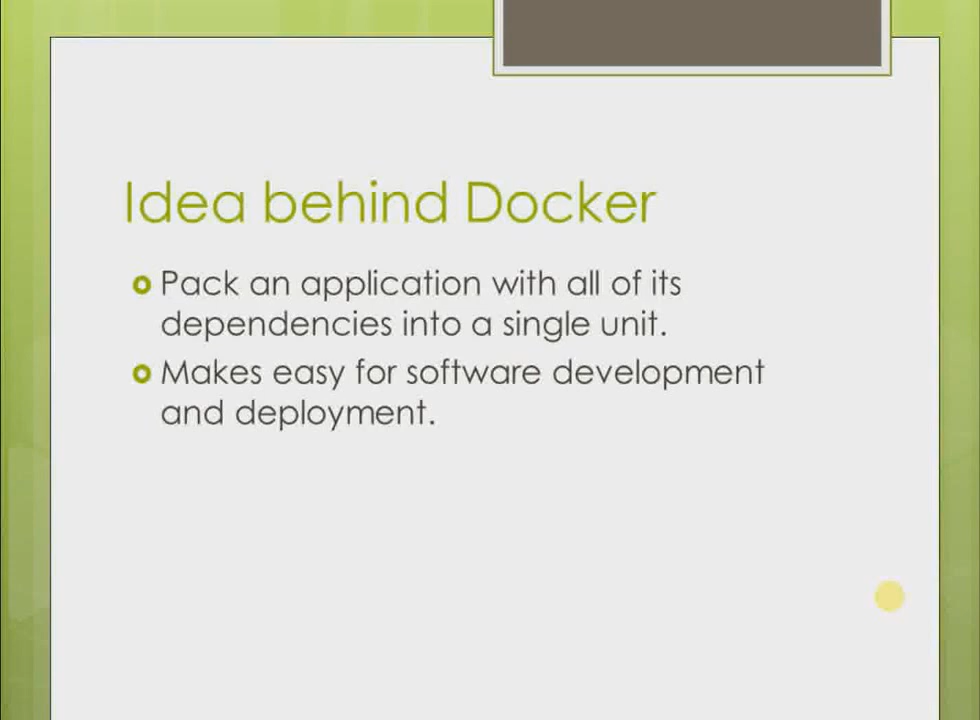 Idea behind Docker
Pack an application with all of its
dependencies into a single unit.
Makes easy for software development
and deployment.